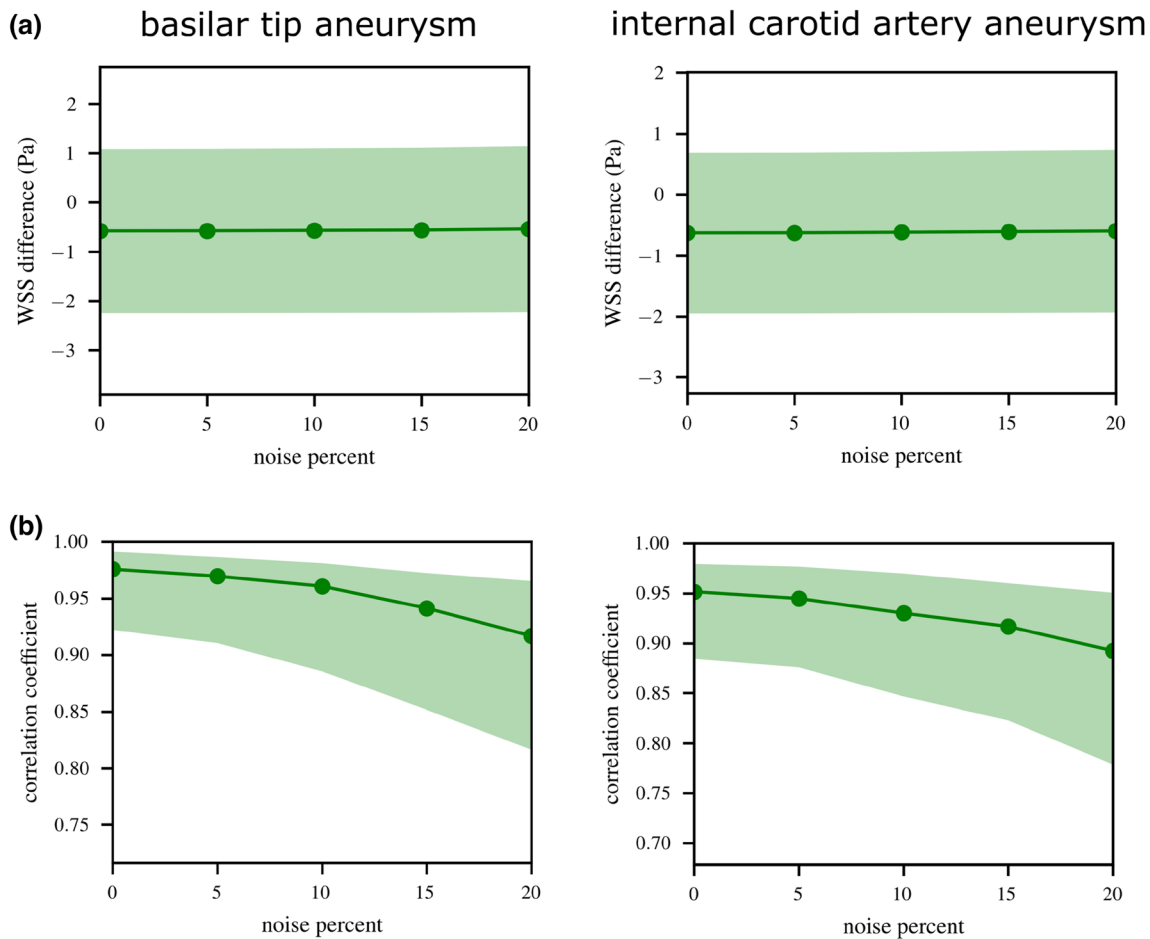 (a)
basilar tip aneurysm
internal carotid artery aneurysm
WSS difference (Pa)
2
1
0
−1
−2
−3
0 5 10 15 20
noise percent
WSS difference (Pa)
2
1
0
−1
−2
−3
0 5 10 15 20
noise percent
(b)
correlation coefficient
1.00
0.95
0.90
0.85
0.80
0.75
0 5 10 15 20
noise percent
correlation coefficient
1.00
0.95
0.90
0.85
0.80
0.75
0.70
0 5 10 15 20
noise percent